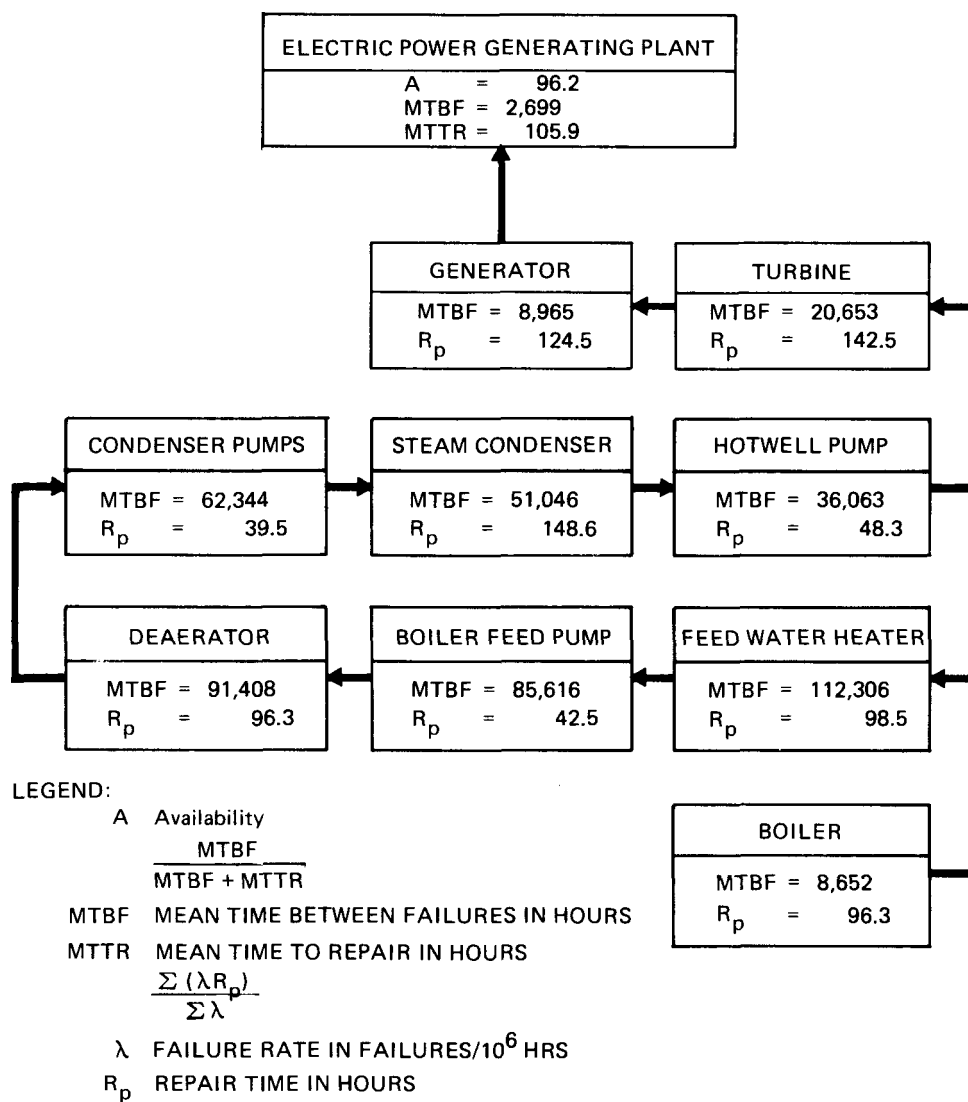 ELECTRIC POWER GENERATING PLANT
A = 96.2
MTBF = 2,699
MTTR = 105.9
GENERATOR
MTBF = 8,965
Rp = 124.5
TURBINE
MTBF = 20,653
Rp = 142.5
CONDENSER PUMPS
MTBF = 62,344
Rp = 39.5
STEAM CONDENSER
MTBF = 51,046
Rp = 148.6
HOTWELL PUMP
MTBF = 36,063
Rp = 48.3
DEAERATOR
MTBF = 91,408
Rp = 96.3
BOILER FEED PUMP
MTBF = 85,616
Rp = 42.5
FEED WATER HEATER
MTBF = 112,306
Rp = 98.5
BOILER
MTBF = 8,652
Rp = 96.3
LEGEND:
A Availability
MTBF
MTBF + MTTR
MTBF MEAN TIME BETWEEN FAILURES IN HOURS
MTTR MEAN TIME TO REPAIR IN HOURS
Σ (λRp)
Σ λ
λ FAILURE RATE IN FAILURES/10⁶ HRS
Rp REPAIR TIME IN HOURS